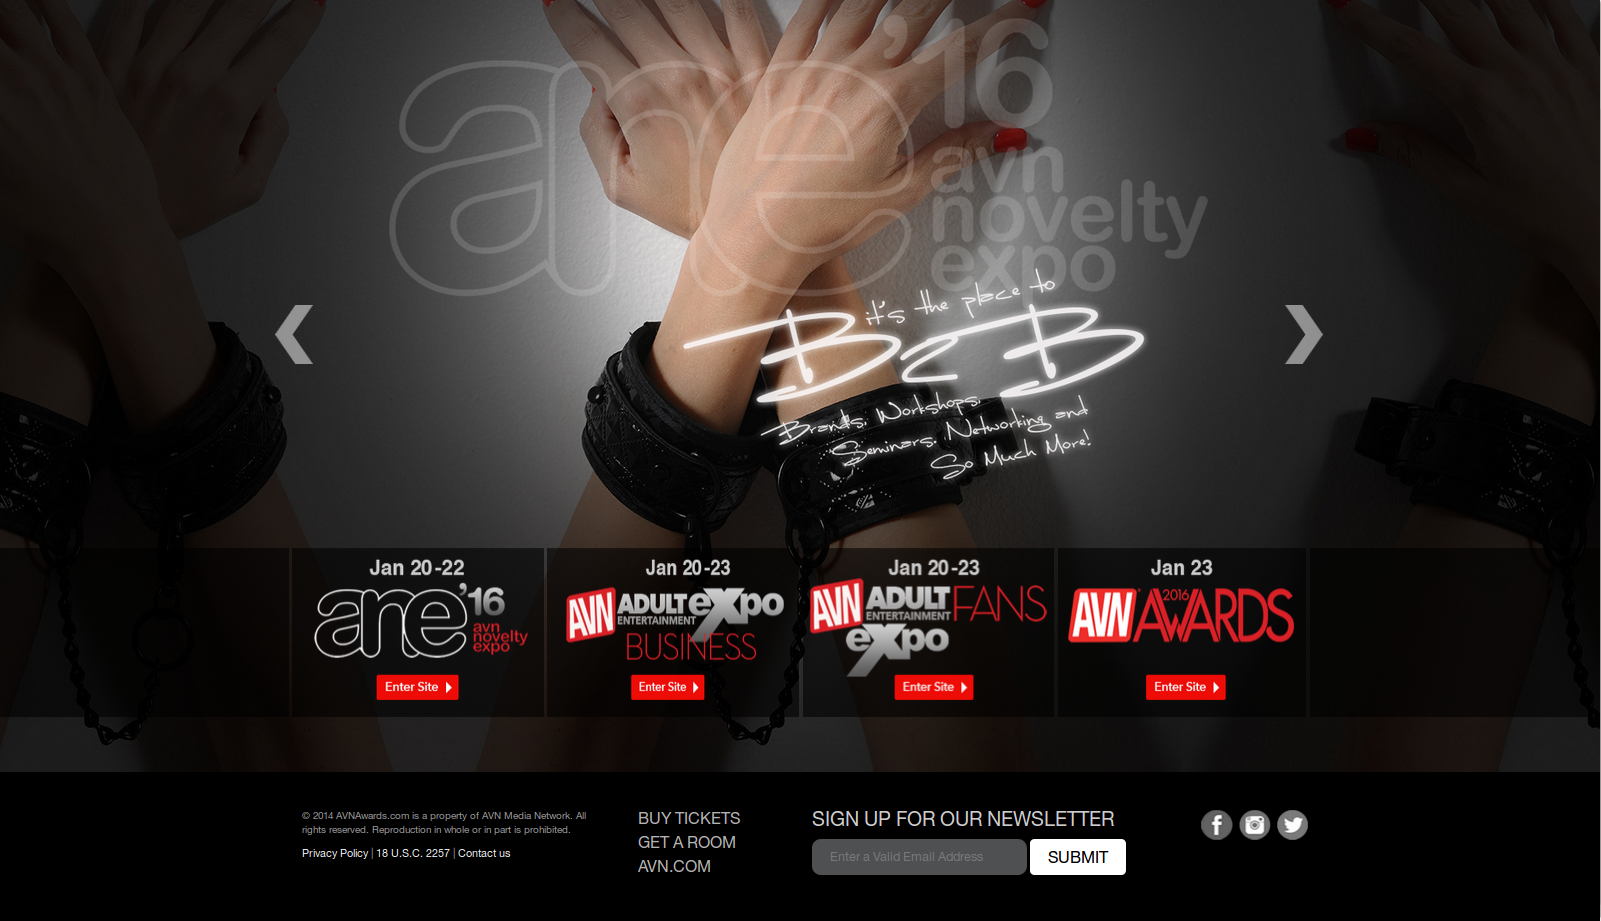 ane'16
avn
novelty
expo
it's the place to
B2B
Brands, Workshops,
Seminars, Networking and
So Much More!
Jan 20-22
ane'16
avn
novelty
expo
Enter Site
Jan 20-23
AVN ADULT eXpo
ENTERTAINMENT
BUSINESS
Enter Site
Jan 20-23
AVN ADULT FANS
ENTERTAINMENT
eXpo
Enter Site
Jan 23
AVN 2016 AWARDS
Enter Site
© 2014 AVNAwards.com is a property of AVN Media Network. All
rights reserved. Reproduction in whole or in part is prohibited.
Privacy Policy | 18 U.S.C. 2257 | Contact us
BUY TICKETS
GET A ROOM
AVN.COM
SIGN UP FOR OUR NEWSLETTER
Enter a Valid Email Address
SUBMIT